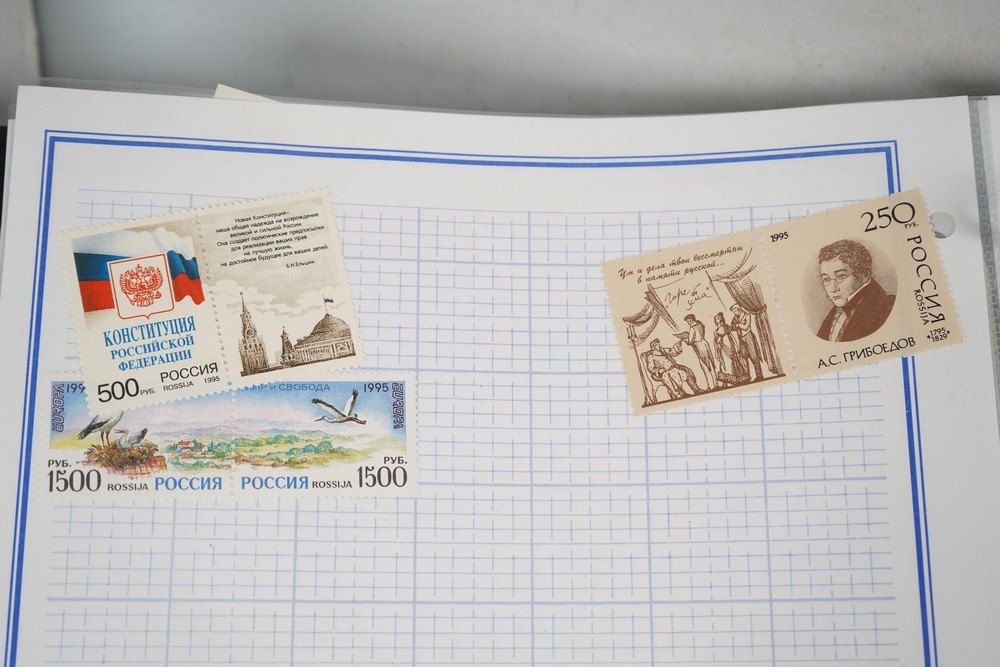 КОНСТИТУЦИЯ
РОССИЙСКОЙ
ФЕДЕРАЦИИ
500 РУБ. РОССИЯ
ROSSIJA 1995
Новая Конституция–
наша общая надежда на возрождение
великой и сильной России.
Она создает политические предпосылки
для реализации ваших прав
на лучшую жизнь,
на достойное будущее для ваших детей.
Б.Н.Ельцин
199
EUROPA
И СВОБОДА
1995
EUROPA
РУБ.
1500 ROSSIJA РОССИЯ
РОССИЯ ROSSIJA
РУБ.
1500
Ум и дела твои бессмертны
в памяти русской...
Горе от
ума
1995
250
РУБ.
РОССИЯ
ROSSIJA
1795
1829
А.С. ГРИБОЕДОВ